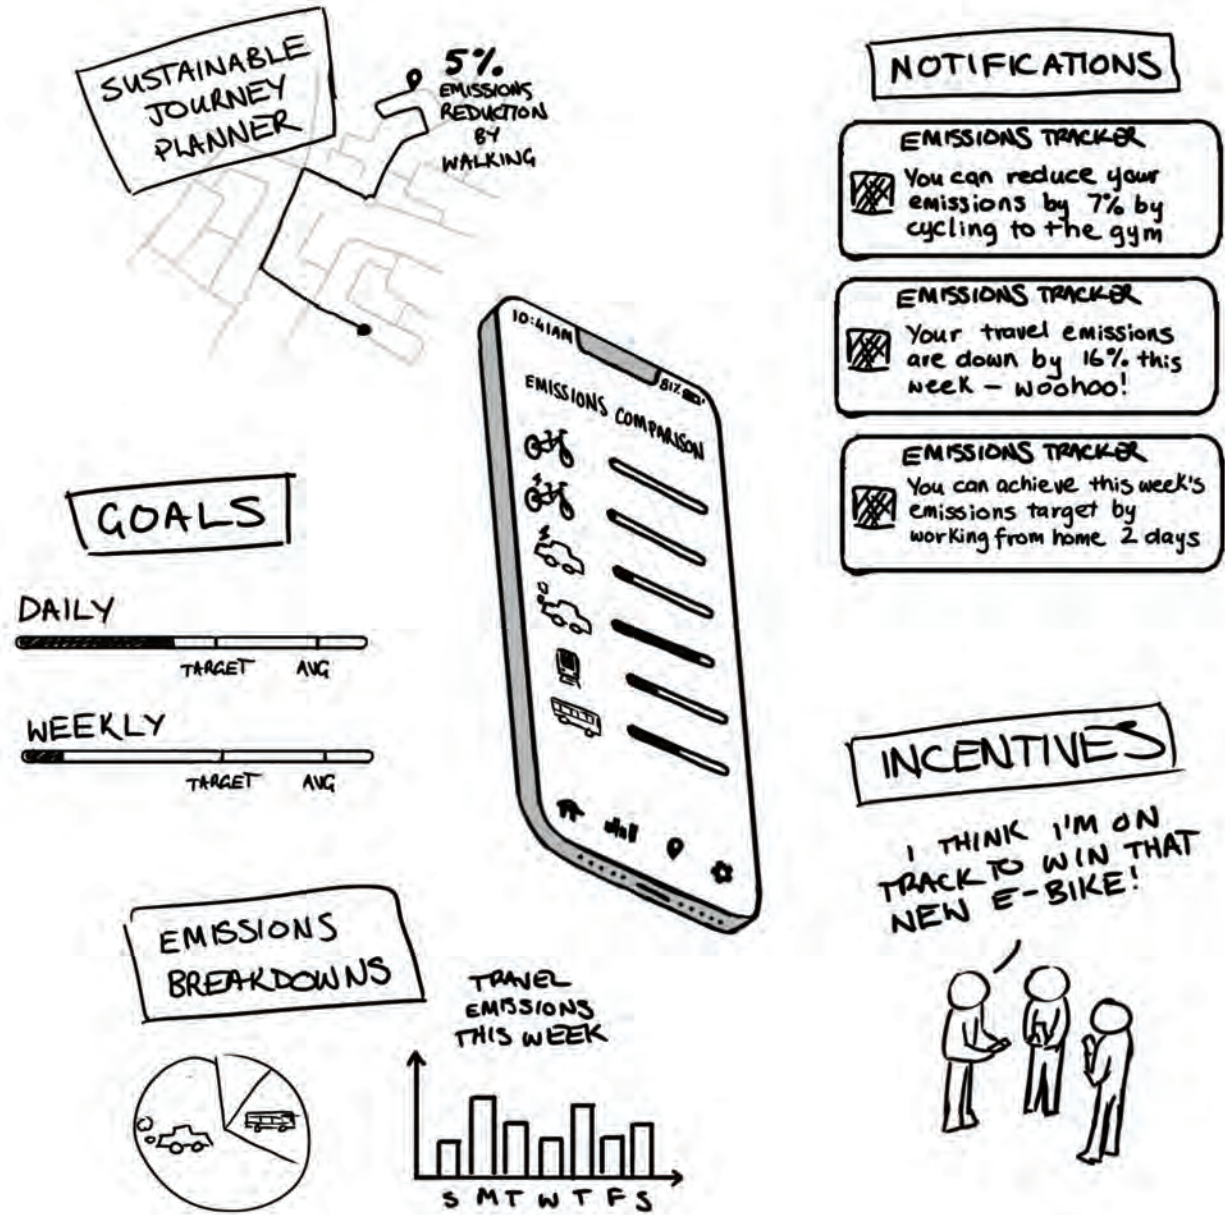 SUSTAINABLE
JOURNEY
PLANNER
5%
EMISSIONS
REDUCTION
BY
WALKING
NOTIFICATIONS
EMISSIONS TRACKER
You can reduce your
emissions by 7% by
cycling to the gym
EMISSIONS TRACKER
Your travel emissions
are down by 16% this
week – woohoo!
EMISSIONS TRACKER
You can achieve this week's
emissions target by
working from home 2 days
10:41AM
81%
EMISSIONS COMPARISON
GOALS
DAILY
TARGET AVG
WEEKLY
TARGET AVG
INCENTIVES
I THINK I'M ON
TRACK TO WIN THAT
NEW E-BIKE!
EMISSIONS
BREAKDOWNS
TRAVEL
EMISSIONS
THIS WEEK
S M T W T F S